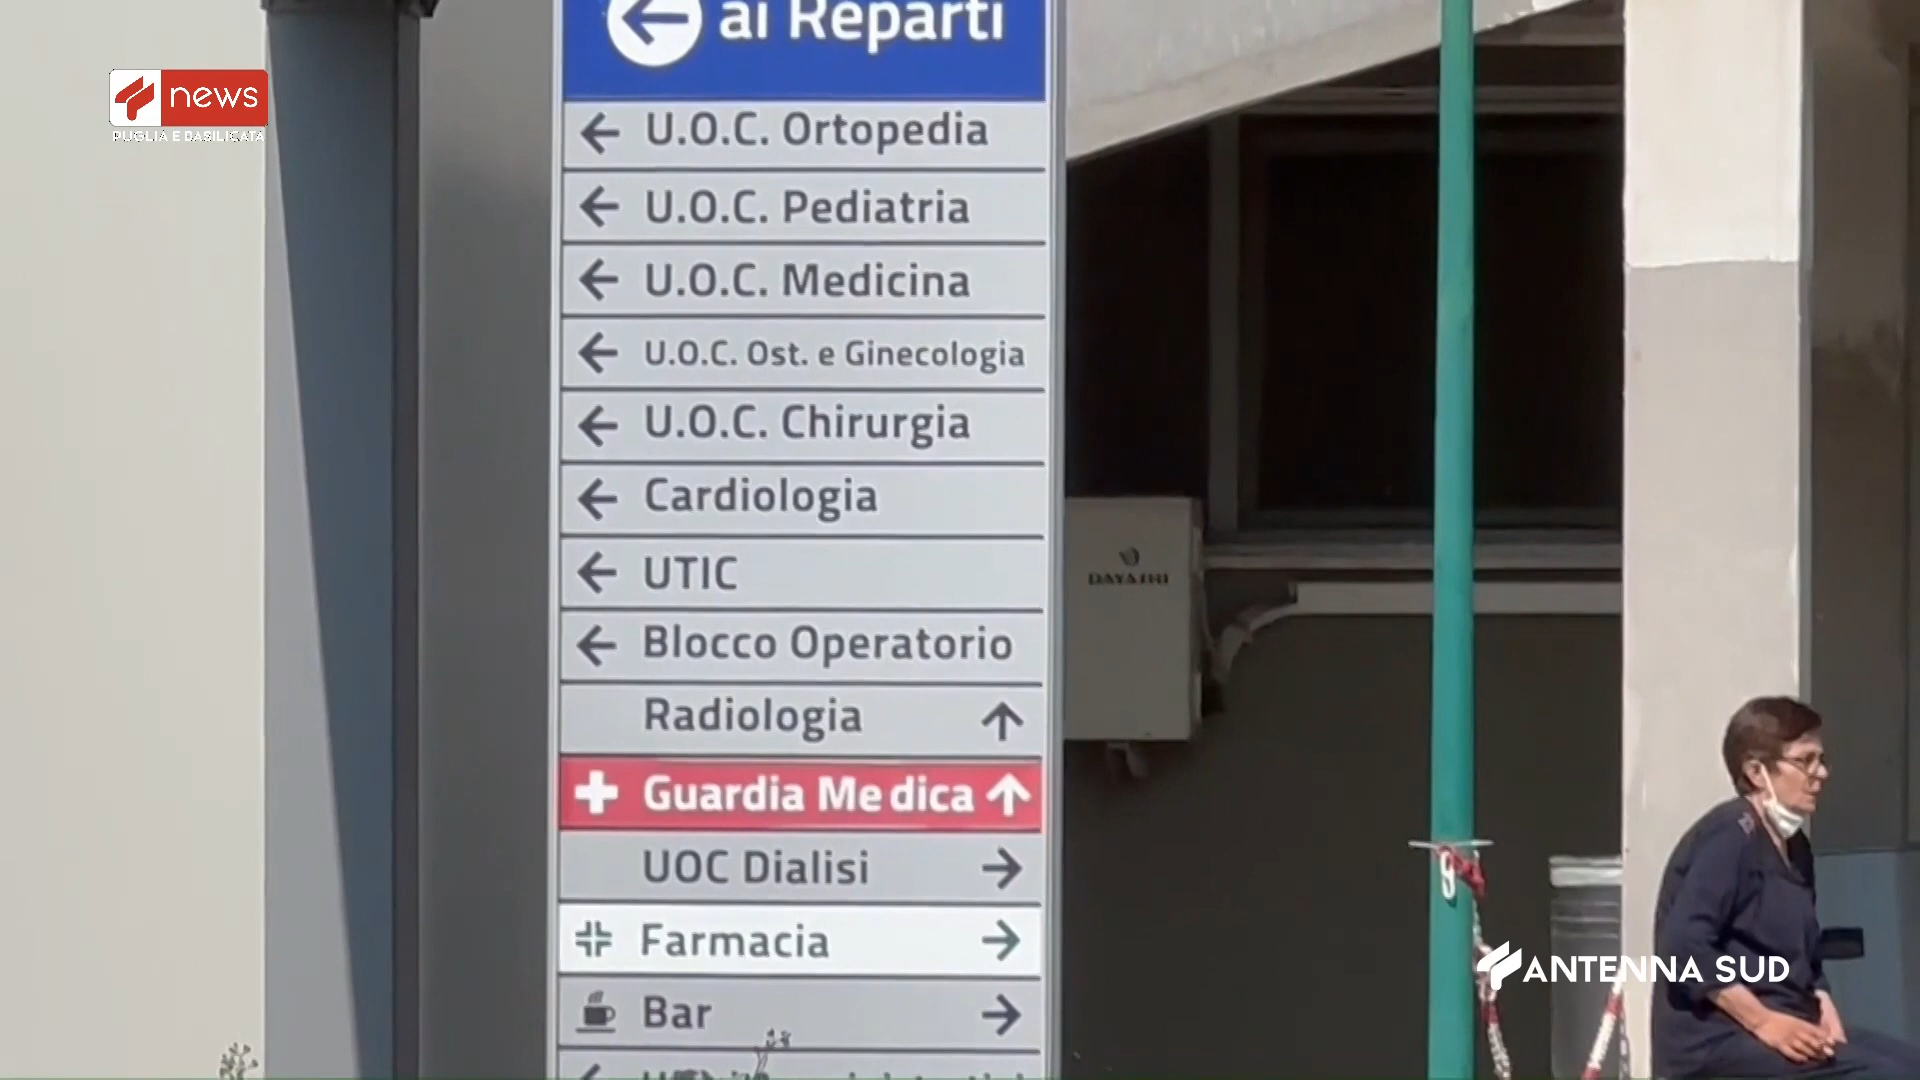 ai Reparti
news
PUGLIA E BASILICATA
U.O.C. Ortopedia
U.O.C. Pediatria
U.O.C. Medicina
U.O.C. Ost. e Ginecologia
U.O.C. Chirurgia
Cardiologia
UTIC
Blocco Operatorio
Radiologia
Guardia Medica
UOC Dialisi
Farmacia
Bar
9
ANTENNA SUD